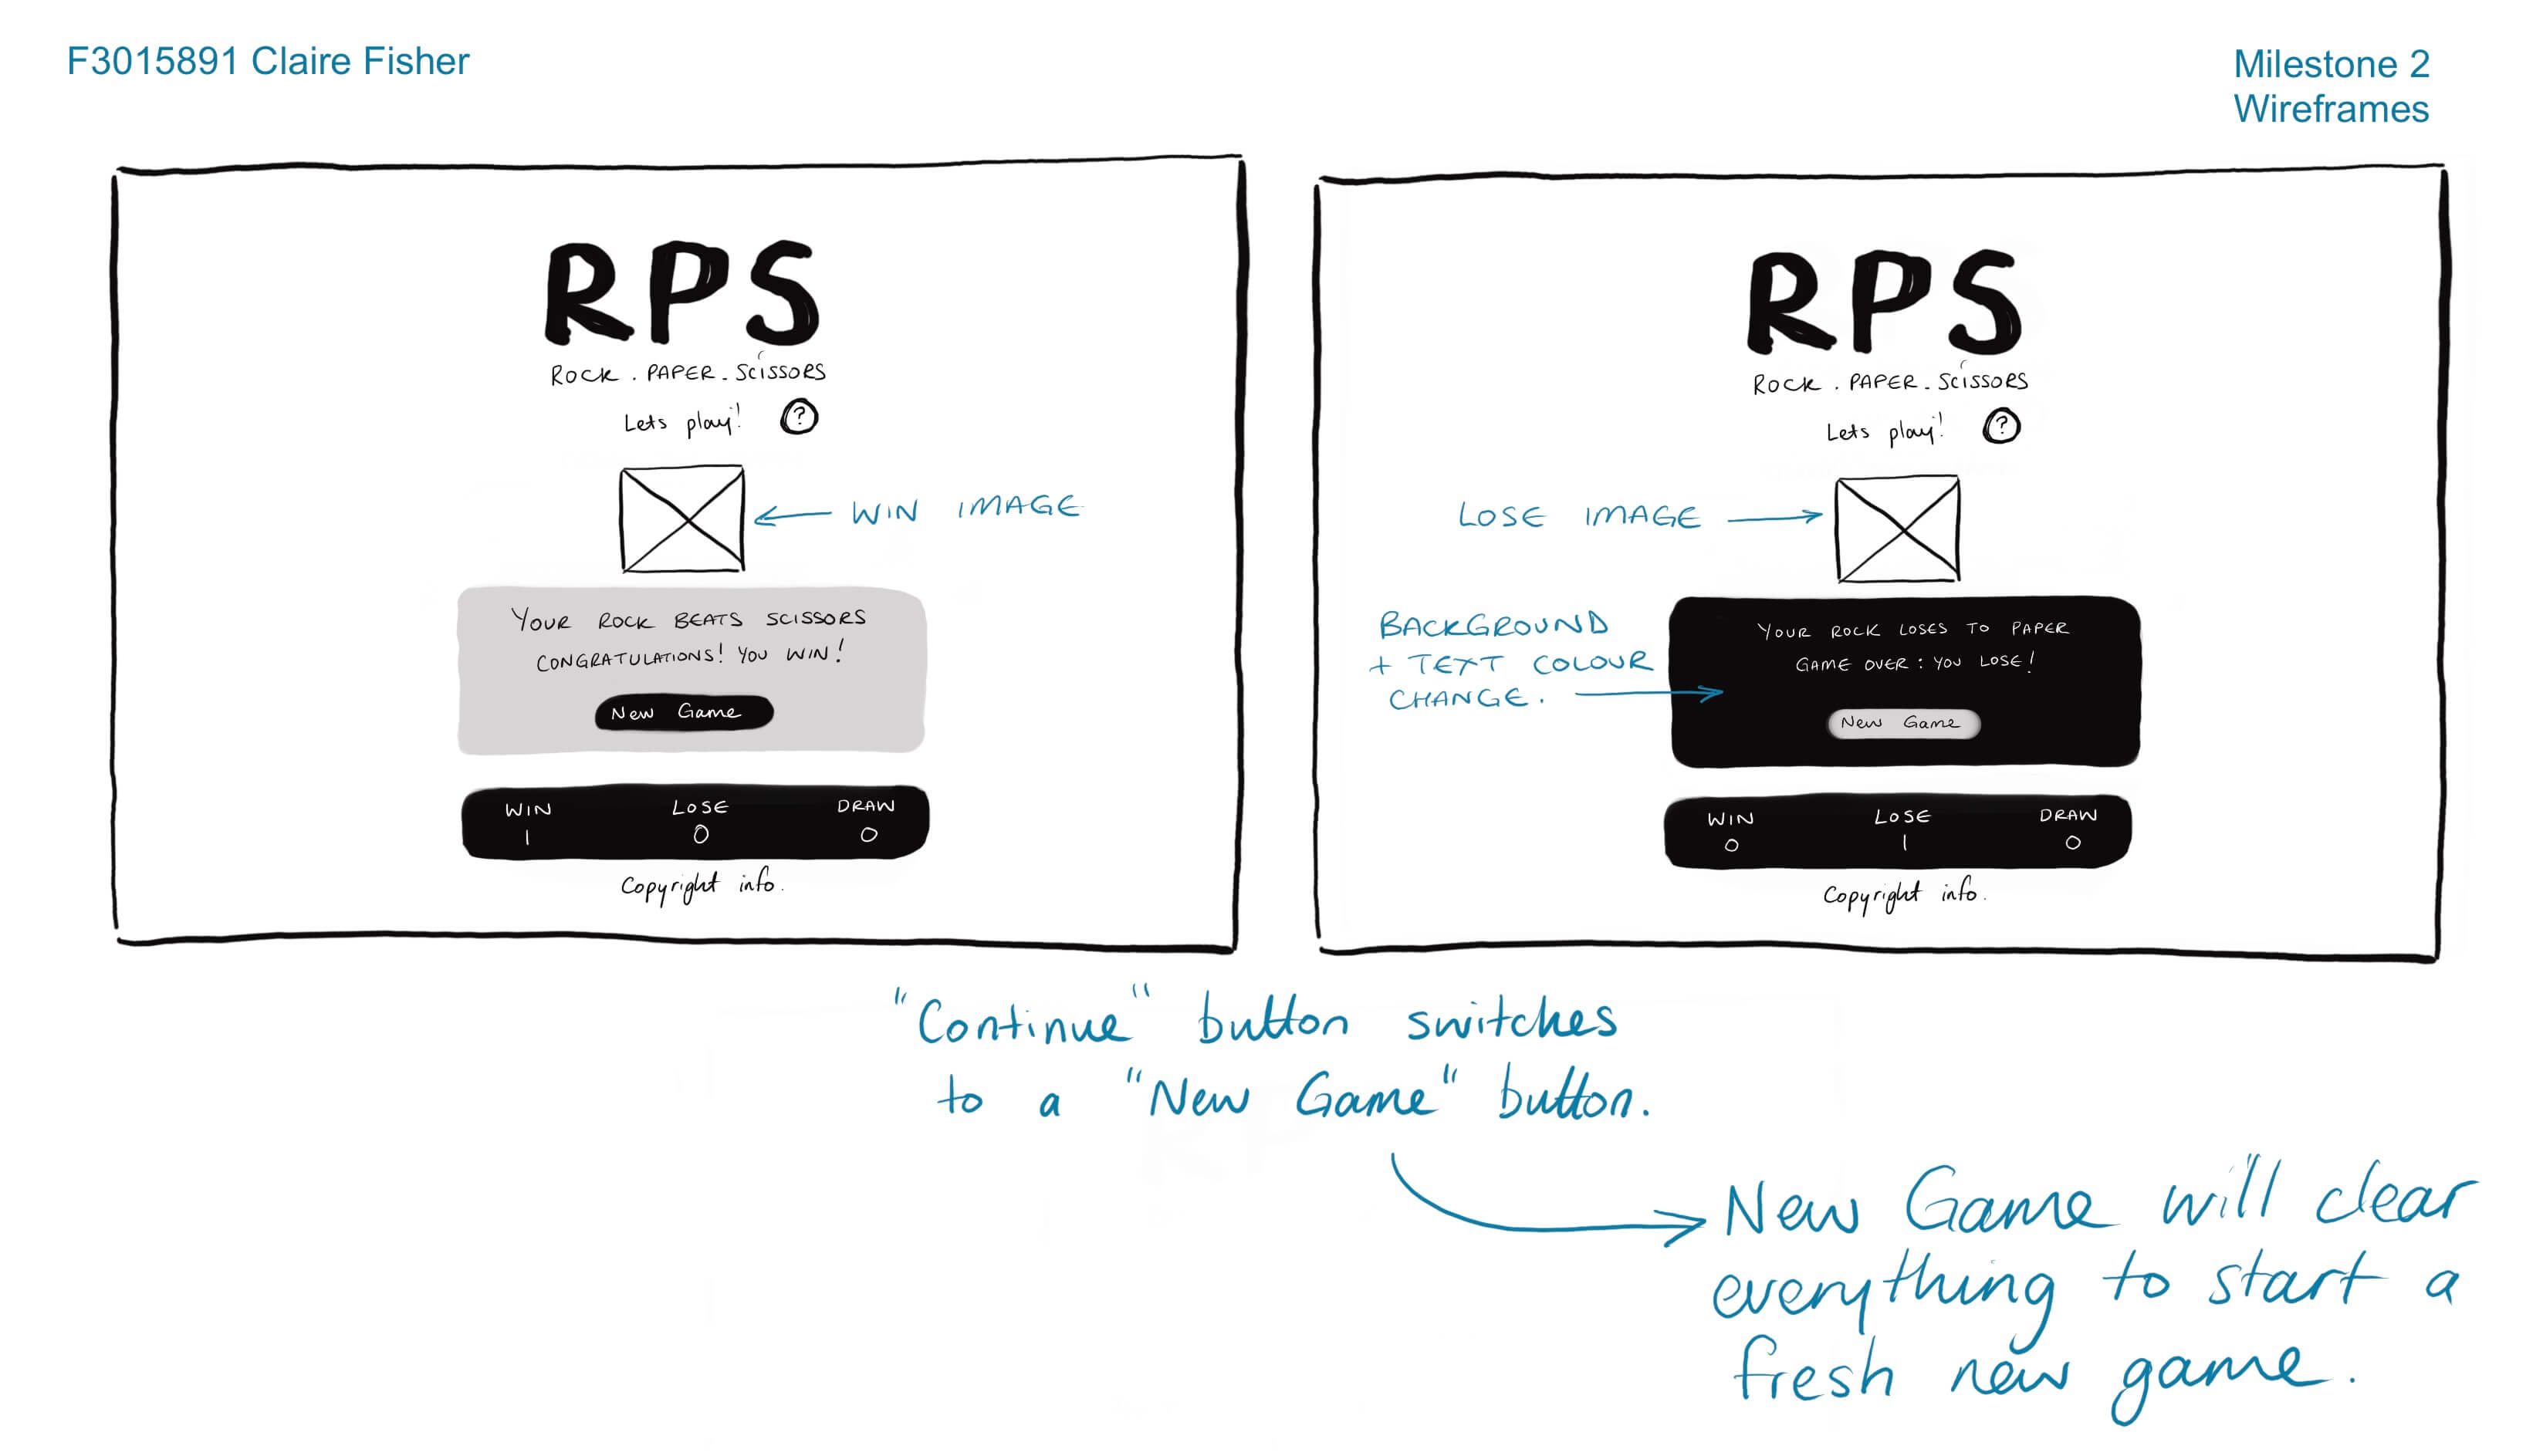 F3015891 Claire Fisher
Milestone 2
Wireframes
RPS
ROCK . PAPER . SCISSORS
Lets play! ?
WIN IMAGE
YOUR ROCK BEATS SCISSORS
CONGRATULATIONS! YOU WIN!
New Game
WIN LOSE DRAW
1 0 0
Copyright info.
RPS
ROCK . PAPER . SCISSORS
Lets play! ?
LOSE IMAGE
BACKGROUND
+ TEXT COLOUR
CHANGE.
YOUR ROCK LOSES TO PAPER
GAME OVER : YOU LOSE!
New Game
WIN LOSE DRAW
0 1 0
Copyright info.
"Continue" button switches
to a "New Game" button.
New Game will clear
everything to start a
fresh new game.